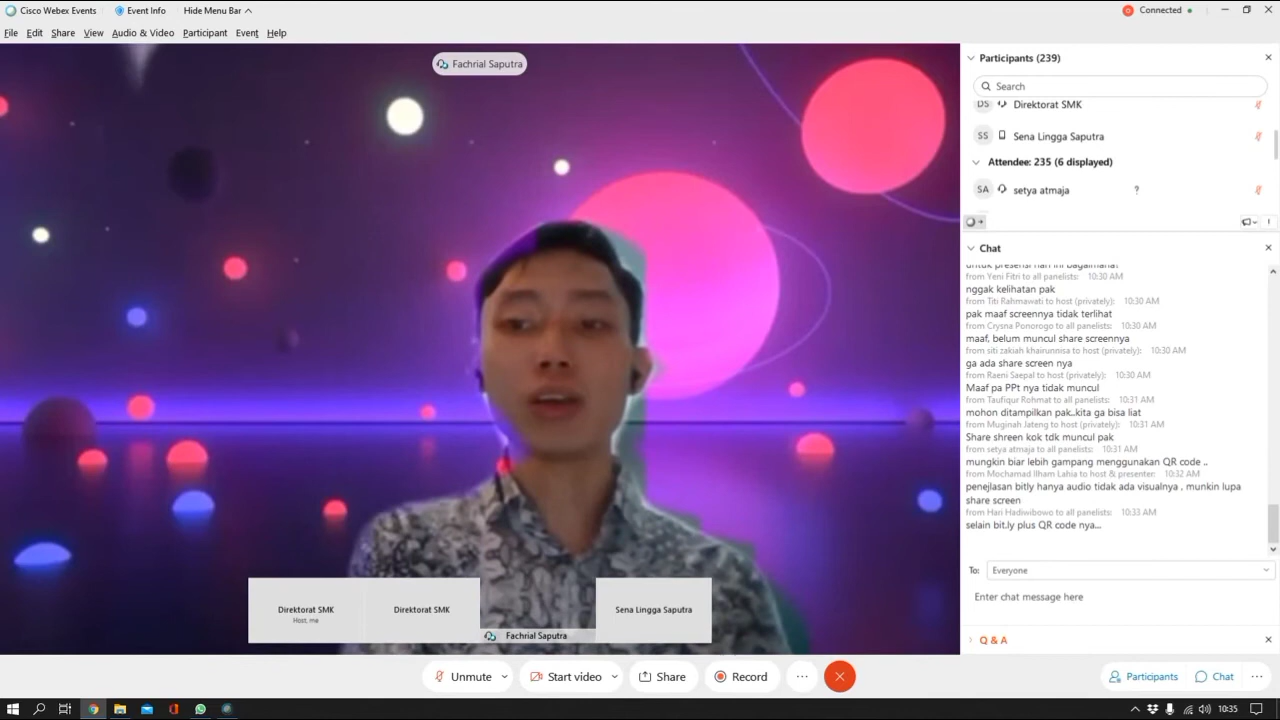 Cisco Webex Events Event Info Hide Menu Bar Connected
File Edit Share View Audio & Video Participant Event Help
Fachrial Saputra
Direktorat SMK
Host, me
Direktorat SMK
Fachrial Saputra
Sena Lingga Saputra
Participants (239)
Search
DS Direktorat SMK
SS Sena Lingga Saputra
Attendee: 235 (6 displayed)
SA setya atmaja ?
Chat
untuk presensi hari ini bagaimana?
from Yeni Fitri to all panelists: 10:30 AM
nggak kelihatan pak
from Titi Rahmawati to host (privately): 10:30 AM
pak maaf screennya tidak terlihat
from Crysna Ponorogo to all panelists: 10:30 AM
maaf, belum muncul share screennya
from siti zakiah khairunnisa to host (privately): 10:30 AM
ga ada share screen nya
from Raeni Saepal to host (privately): 10:30 AM
Maaf pa PPt nya tidak muncul
from Taufiqur Rohmat to all panelists: 10:31 AM
mohon ditampilkan pak..kita ga bisa liat
from Muginah Jateng to host (privately): 10:31 AM
Share shreen kok tdk muncul pak
from setya atmaja to all panelists: 10:31 AM
mungkin biar lebih gampang menggunakan QR code ..
from Mochamad Ilham Lahia to host & presenter: 10:32 AM
penejlasan bitly hanya audio tidak ada visualnya , munkin lupa
share screen
from Hari Hadiwibowo to all panelists: 10:33 AM
selain bit.ly plus QR code nya...
To: Everyone
Enter chat message here
Q & A
Unmute Start video Share Record
Participants Chat
10:35